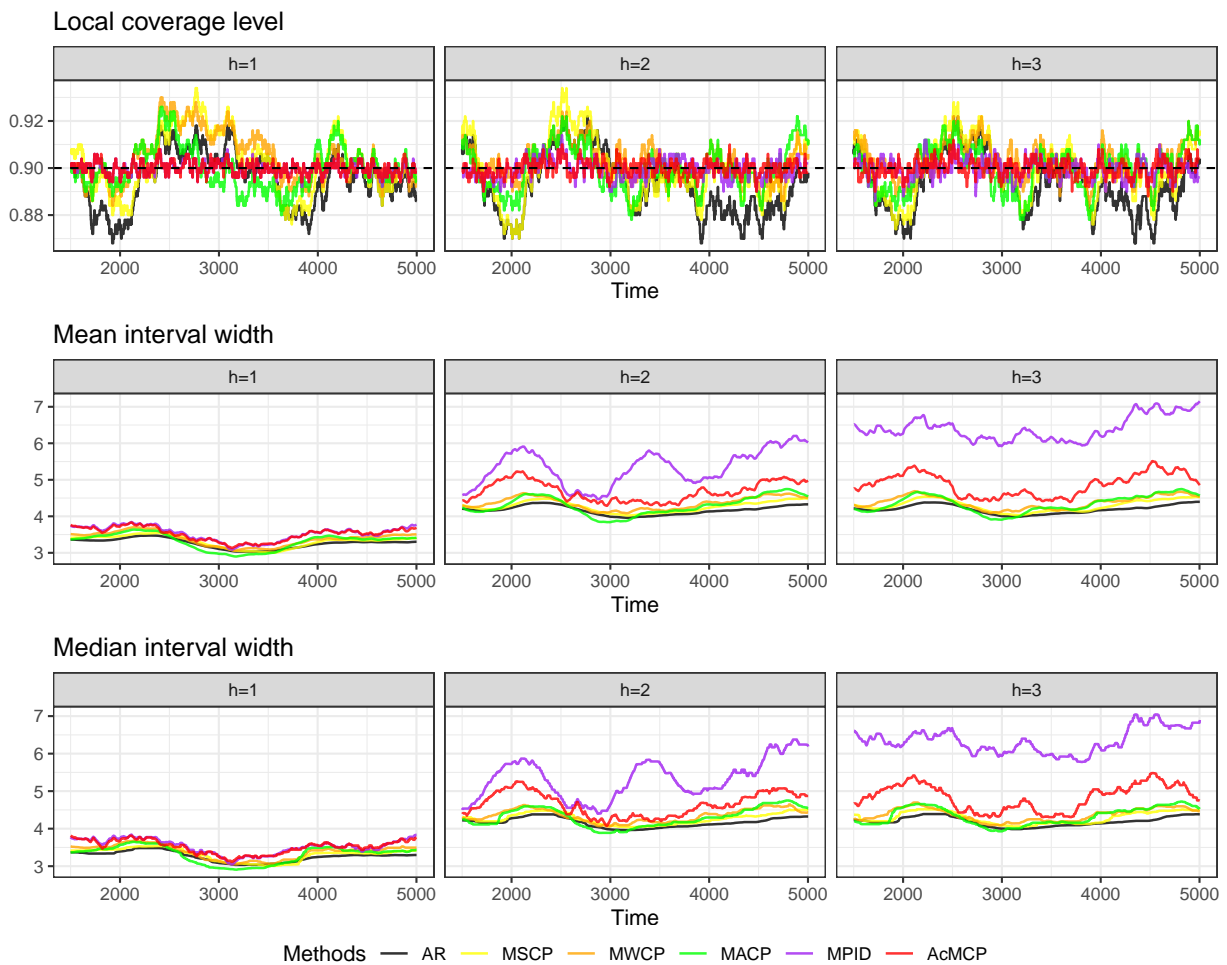 Local coverage level
h=1 h=2 h=3
0.92
0.90
0.88
2000 3000 4000 5000 2000 3000 4000 5000 2000 3000 4000 5000
Time
Mean interval width
h=1 h=2 h=3
7
6
5
4
3
2000 3000 4000 5000 2000 3000 4000 5000 2000 3000 4000 5000
Time
Median interval width
h=1 h=2 h=3
7
6
5
4
3
2000 3000 4000 5000 2000 3000 4000 5000 2000 3000 4000 5000
Time
Methods AR MSCP MWCP MACP MPID AcMCP